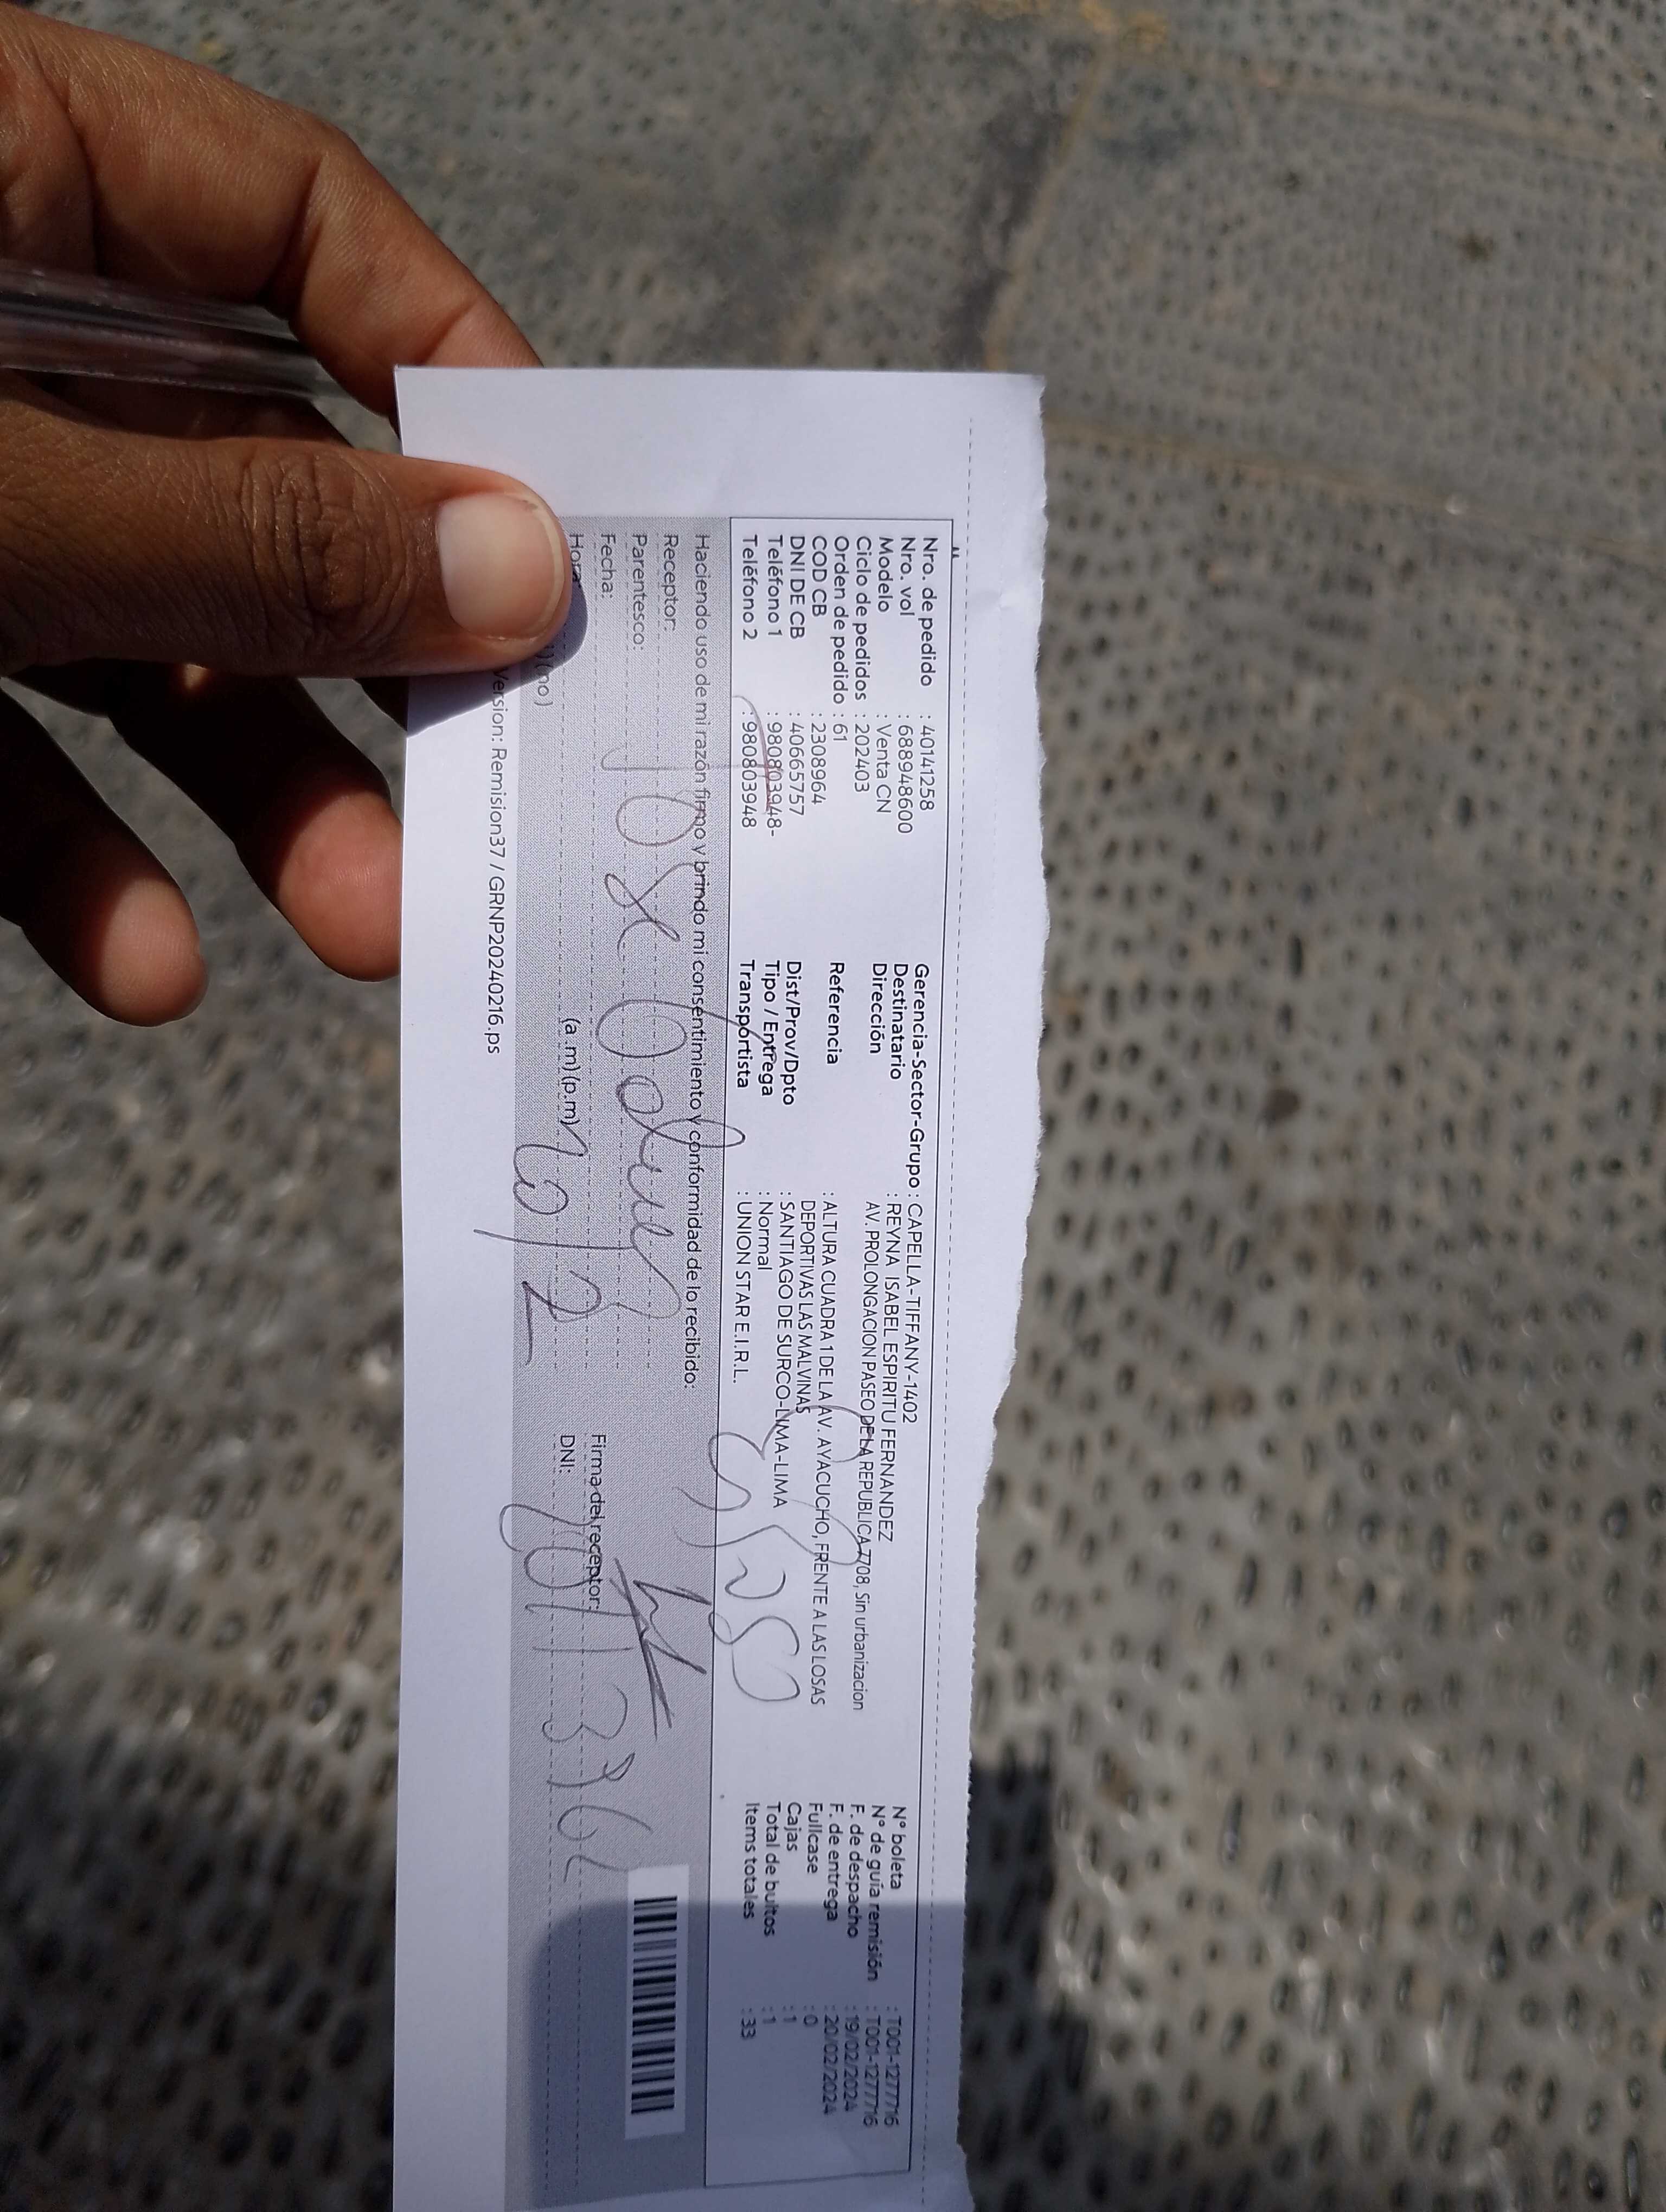 Nro. de pedido : 40141258
Nro. vol : 6889486​00
Modelo : Venta CN
Ciclo de pedidos : 202403
Orden de pedido : 61
COD CB : 2308964
DNI DE CB : 40665757
Teléfono 1 : 980803948-
Teléfono 2 : 980803948
Gerencia-Sector-Grupo : CAPELLA-TIFFANY-1402
Destinatario : REYNA ISABEL ESPIRITU FERNANDEZ
Dirección AV. PROLONGACION PASEO DE LA REPUBLICA 7708, Sin urbanizacion
Referencia : ALTURA CUADRA 1 DE LA AV. AYACUCHO, FRENTE A LAS LOSAS
DEPORTIVAS LAS MALVINAS
Dist/Prov/Dpto : SANTIAGO DE SURCO-LIMA-LIMA
Tipo / Entrega : Normal
Transportista : UNION STAR E.I.R.L.
N° boleta : T001-1277716
N° de guía remisión : T001-1277716
F. de despacho : 19/02/2024
F. de entrega : 20/02/2024
Fullcase : 0
Cajas : 1
Total de bultos : 1
Items totales : 33
Haciendo uso de mi razón firmo y brindo mi consentimiento y conformidad de lo recibido:
Receptor:
Parentesco:
Fecha:
Hora (a.m) (p.m)
(no)
Firma del receptor:
DNI:
Version: Remision37 / GRNP20240216.ps